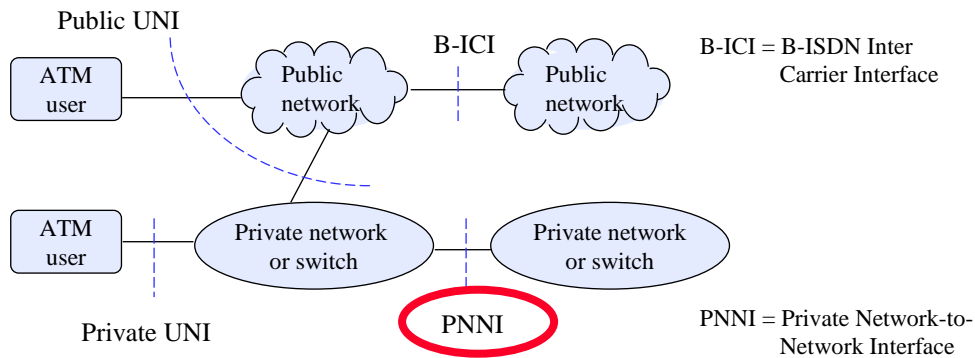 Public UNI
B-ICI
B-ICI = B-ISDN Inter
Carrier Interface
ATM
user
Public
network
Public
network
ATM
user
Private network
or switch
Private network
or switch
Private UNI
PNNI
PNNI = Private Network-to-
Network Interface